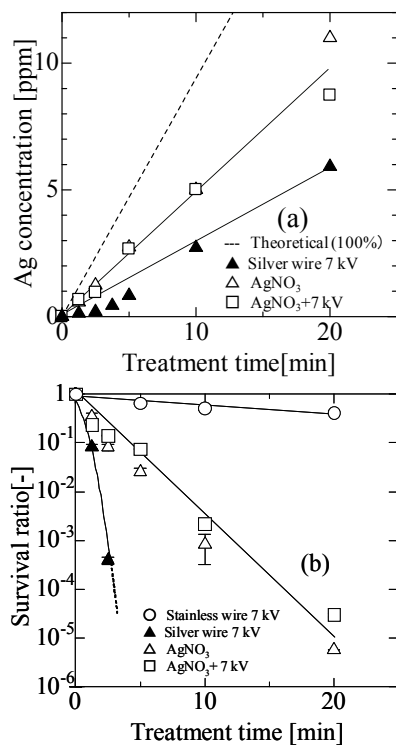 Ag concentration [ppm]
10
5
0
(a)
Theoretical (100%)
Silver wire 7 kV
AgNO₃
AgNO₃+7 kV
0
10
20
Treatment time[min]
Survival ratio[-]
1
10⁻¹
10⁻²
10⁻³
10⁻⁴
10⁻⁵
10⁻⁶
(b)
Stainless wire 7 kV
Silver wire 7 kV
AgNO₃
AgNO₃+7 kV
0
10
20
Treatment time [min]